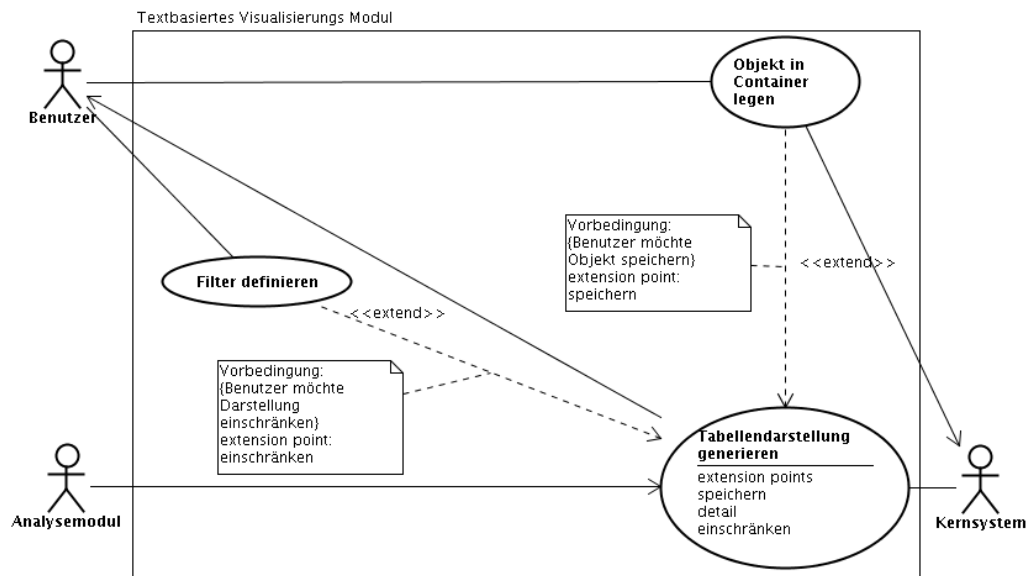 Textbasiertes Visualisierungs Modul
Objekt in
Container
legen
Benutzer
Vorbedingung:
{Benutzer möchte
Objekt speichern}
extension point:
speichern
<<extend>>
Filter definieren
<<extend>>
Vorbedingung:
{Benutzer möchte
Darstellung
einschränken}
extension point:
einschränken
Tabellendarstellung
generieren
extension points
speichern
detail
einschränken
Analysemodul
Kernsystem